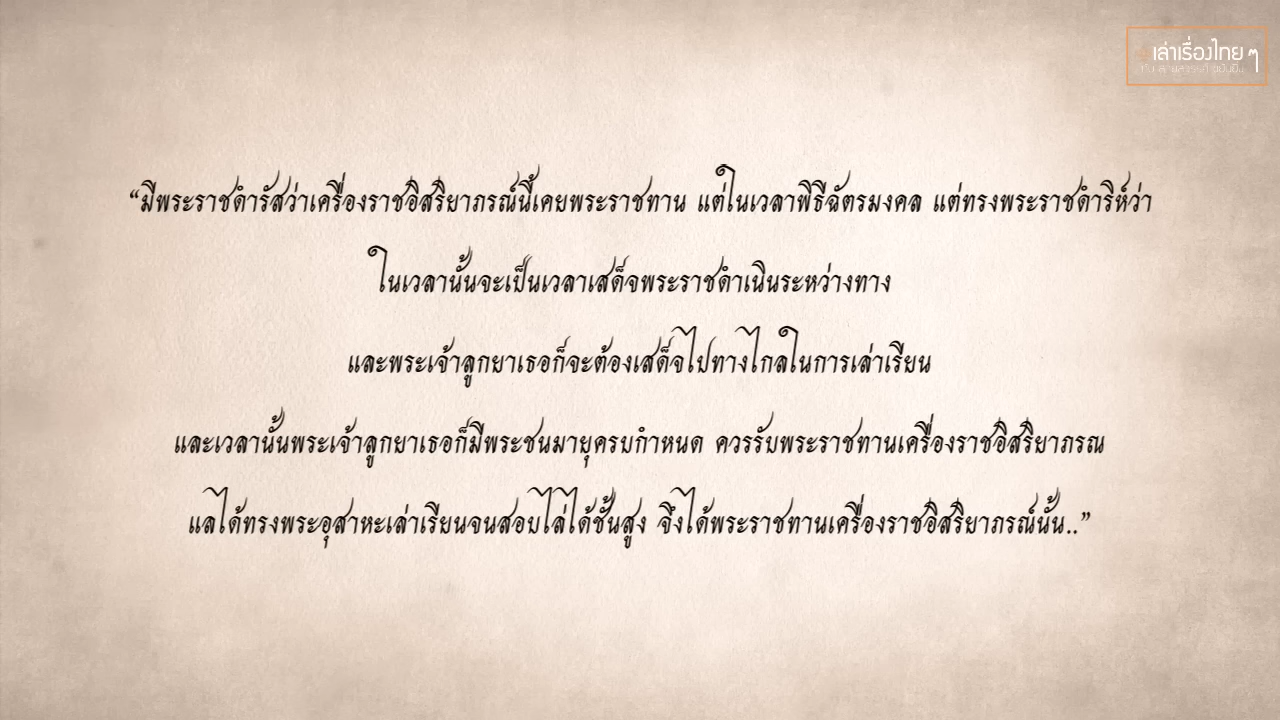 เล่าเรื่องไทย ๆ
“มีพระราชดำรัสว่าเครื่องราชอิสริยาภรณ์นี้เคยพระราชทาน แต่ในเวลาพิธีฉัตรมงคล แต่ทรงพระราชดำริห์ว่า
ในเวลานั้นจะเป็นเวลาเสด็จพระราชดำเนินระหว่างทาง
และพระเจ้าลูกยาเธอก็จะต้องเสด็จไปทางไกลในการเล่าเรียน
และเวลานั้นพระเจ้าลูกยาเธอก็มีพระชนมายุครบกำหนด ควรรับพระราชทานเครื่องราชอิสริยาภรณ
แลได้ทรงพระอุสาหะเล่าเรียนจนสอบไล่ได้ชั้นสูง จึงได้พระราชทานเครื่องราชอิสริยาภรณ์นั้น..”